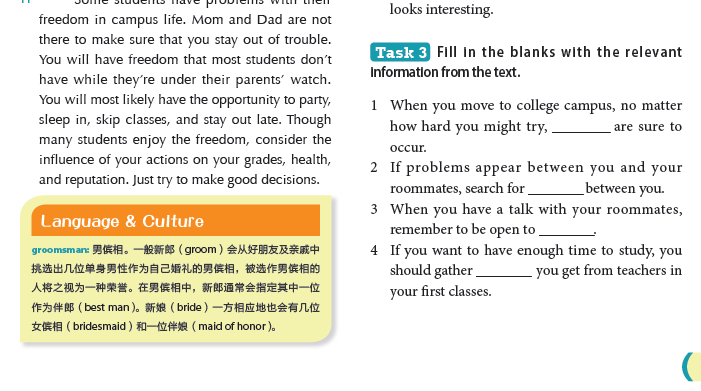 Some students have problems with their
freedom in campus life. Mom and Dad are not
there to make sure that you stay out of trouble.
You will have freedom that most students don't
have while they're under their parents' watch.
You will most likely have the opportunity to party,
sleep in, skip classes, and stay out late. Though
many students enjoy the freedom, consider the
influence of your actions on your grades, health,
and reputation. Just try to make good decisions.
Language & Culture
groomsman: 男傧相。一般新郎（groom）会从好朋友及亲戚中
挑选出几位单身男性作为自己婚礼的男傧相，被选作男傧相的
人将之视为一种荣誉。在男傧相中，新郎通常会指定其中一位
作为伴郎（best man）。新娘（bride）一方相应地也会有几位
女傧相（bridesmaid）和一位伴娘（maid of honor）。
looks interesting.
Task 3 Fill in the blanks with the relevant
information from the text.
1 When you move to college campus, no matter
how hard you might try, ________ are sure to
occur.
2 If problems appear between you and your
roommates, search for ________ between you.
3 When you have a talk with your roommates,
remember to be open to ________.
4 If you want to have enough time to study, you
should gather ________ you get from teachers in
your first classes.